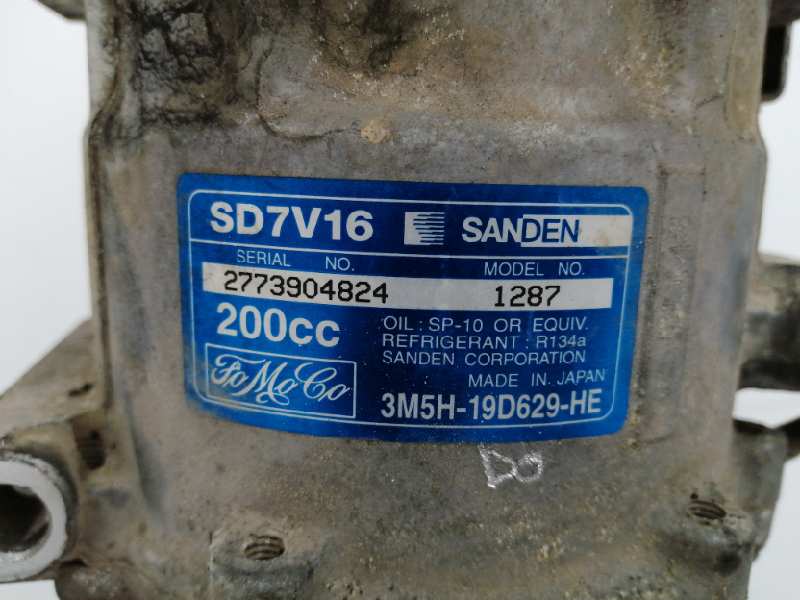 SD7V16 SANDEN
SERIAL NO. MODEL NO.
2773904824 1287
200cc
OIL : SP-10 OR EQUIV.
REFRIGERANT : R134a
SANDEN CORPORATION
MADE IN JAPAN
FoMoCo
3M5H-19D629-HE